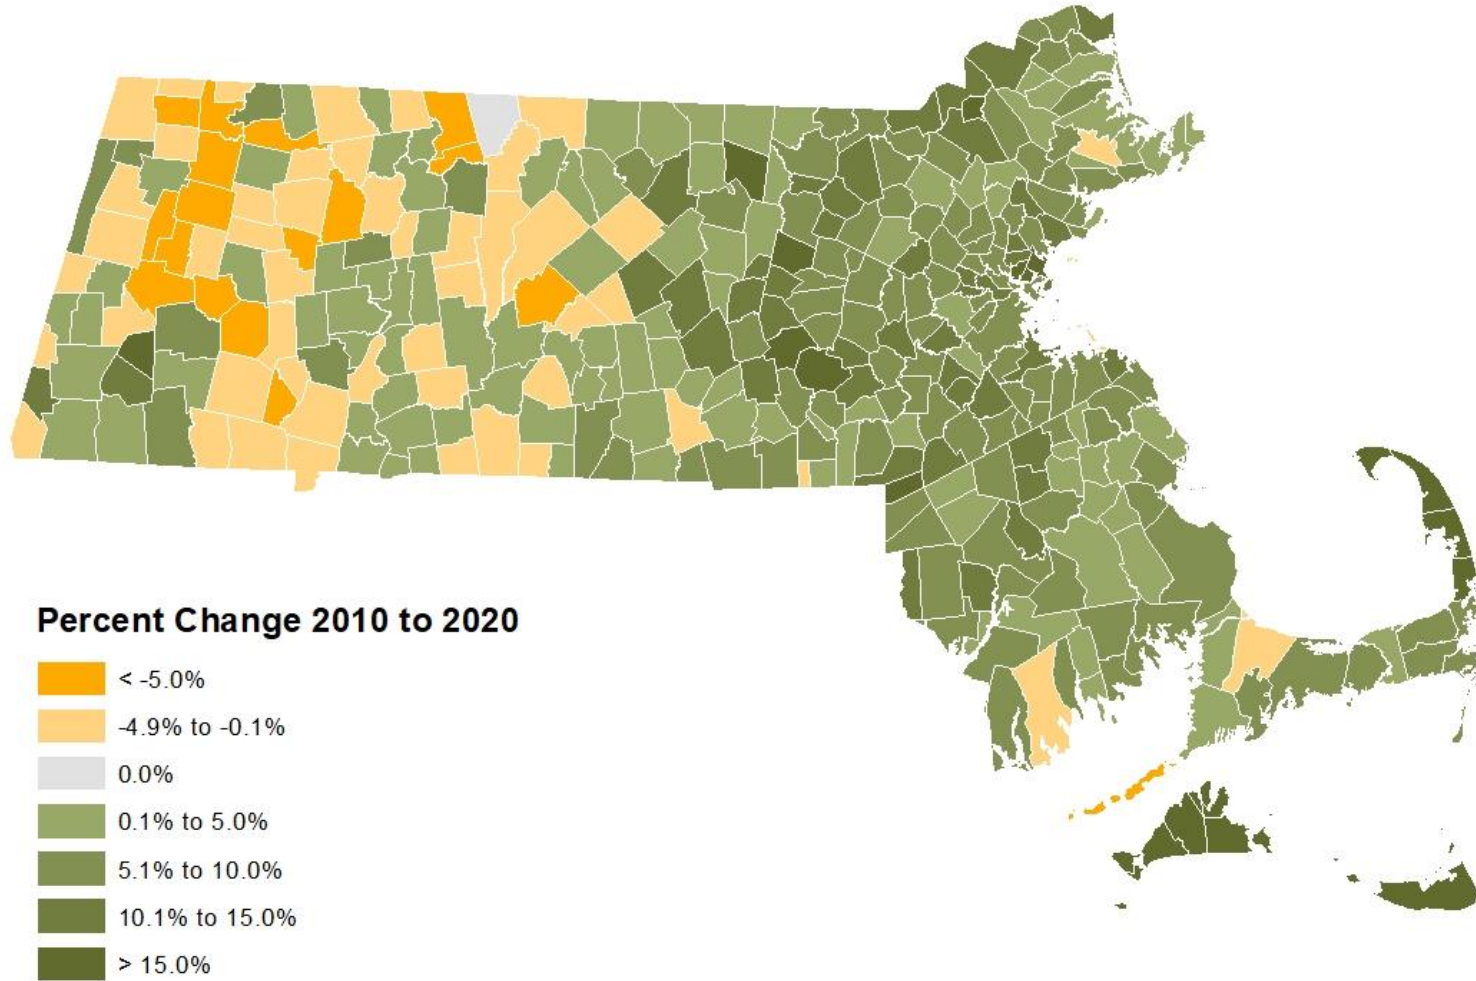 Percent Change 2010 to 2020
< -5.0%
-4.9% to -0.1%
0.0%
0.1% to 5.0%
5.1% to 10.0%
10.1% to 15.0%
> 15.0%